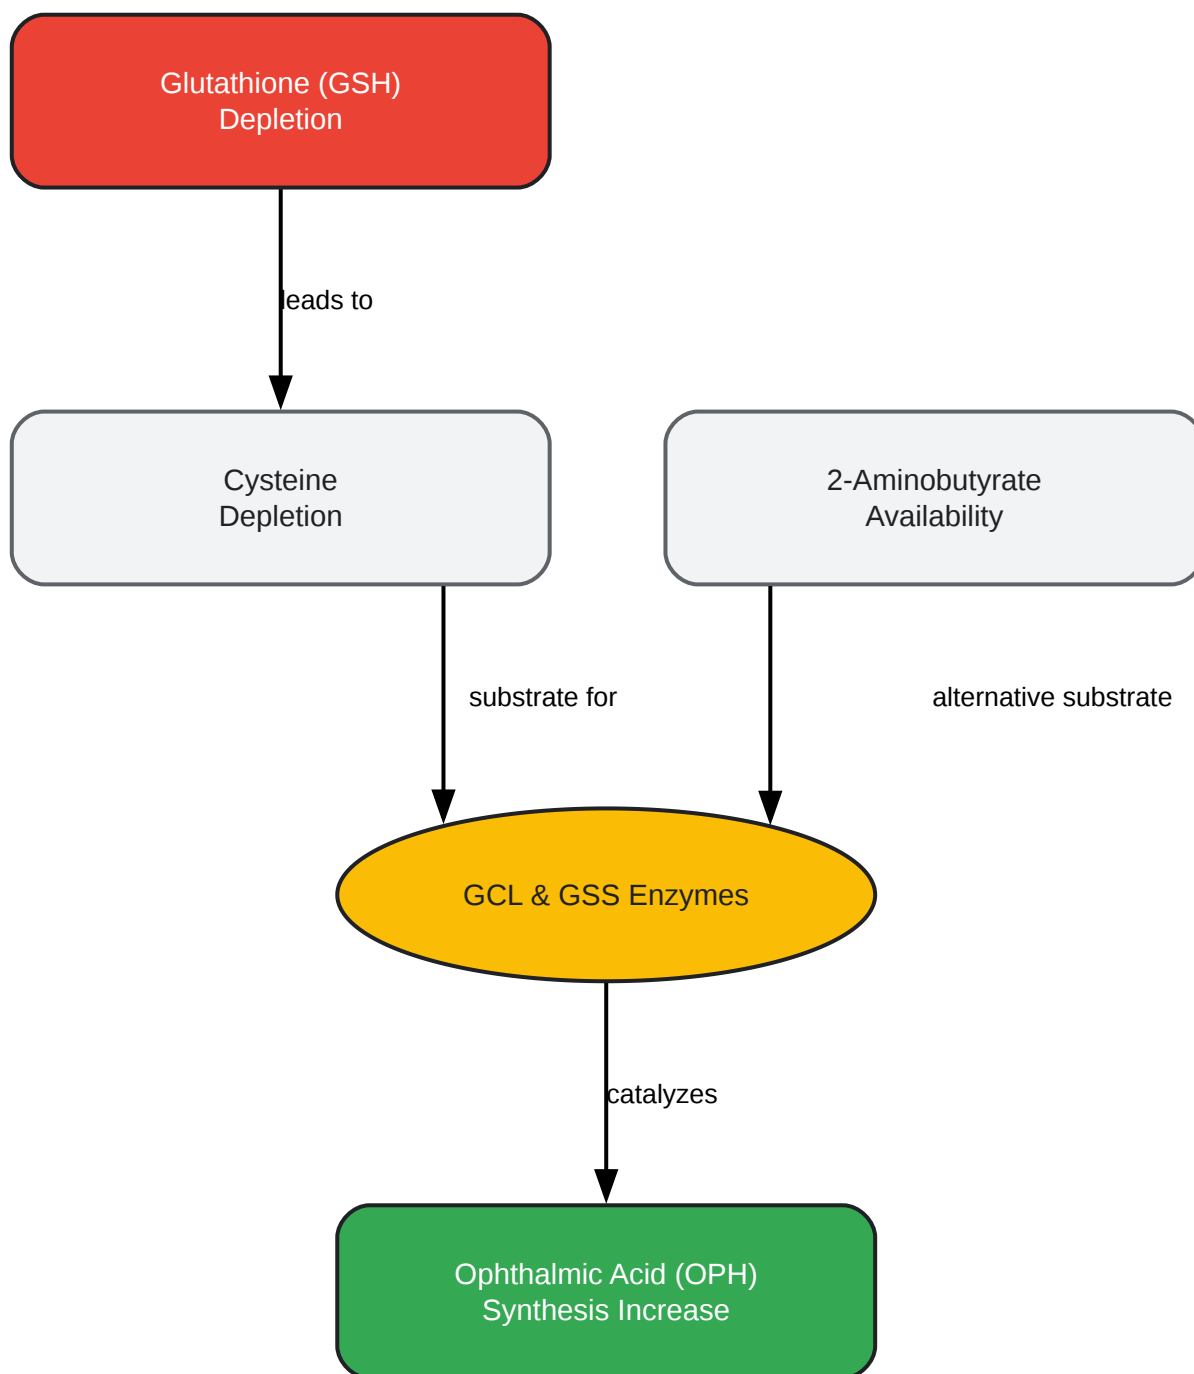 Glutathione (GSH)
Depletion
leads to
Cysteine
Depletion
2-Aminobutyrate
Availability
substrate for
alternative substrate
GCL & GSS Enzymes
catalyzes
Ophthalmic Acid (OPH)
Synthesis Increase